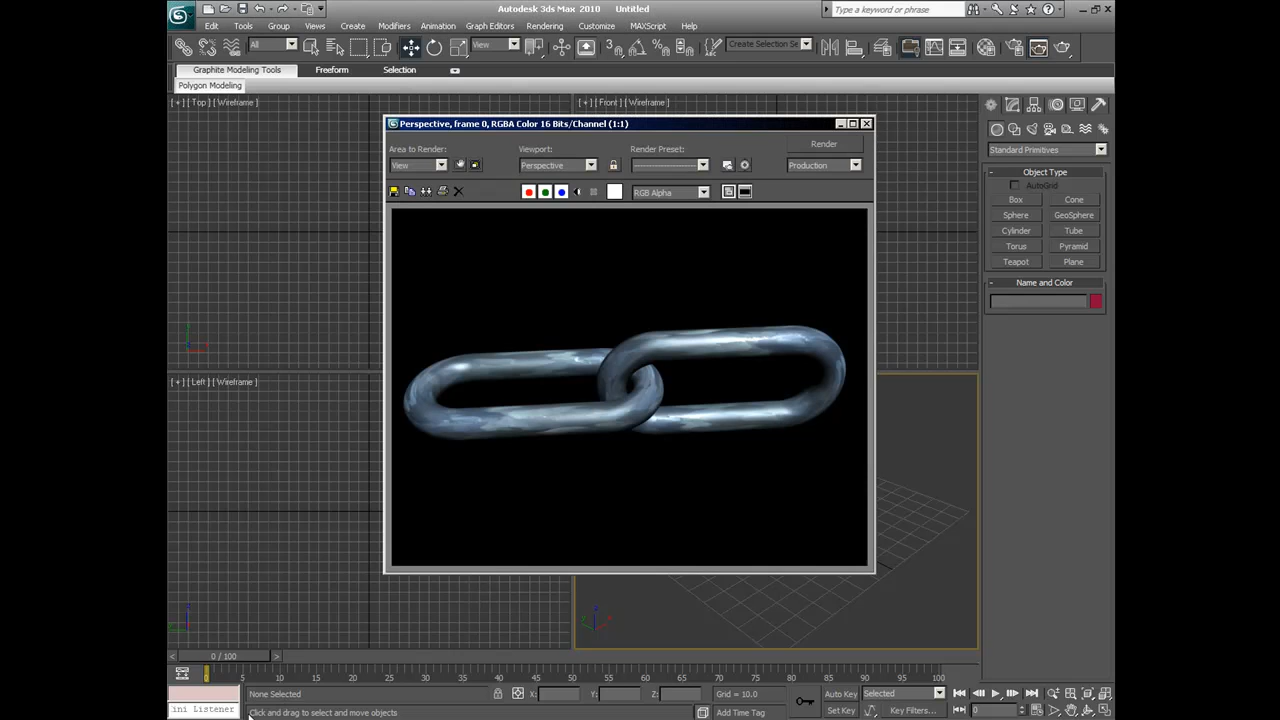 Autodesk 3ds Max 2010 Untitled
Type a keyword or phrase
Edit Tools Group Views Create Modifiers Animation Graph Editors Rendering Customize MAXScript Help
All
View
3
Create Selection Se
Graphite Modeling Tools Freeform Selection
Polygon Modeling
[ + ] [ Top ] [ Wireframe ]
[ + ] [ Front ] [ Wireframe ]
Perspective, frame 0, RGBA Color 16 Bits/Channel (1:1)
Area to Render: Viewport: Render Preset: Render
View Perspective Production
RGB Alpha
Standard Primitives
Object Type
AutoGrid
Box Cone
Sphere GeoSphere
Cylinder Tube
Torus Pyramid
Teapot Plane
Name and Color
[ + ] [ Left ] [ Wireframe ]
0 / 100
0 5 10 15 20 25 30 35 40 45 50 55 60 65 70 75 80 85 90 95 100
None Selected X: Y: Z: Grid = 10.0 Auto Key Selected
ini Listener Click and drag to select and move objects Add Time Tag Set Key Key Filters... 0